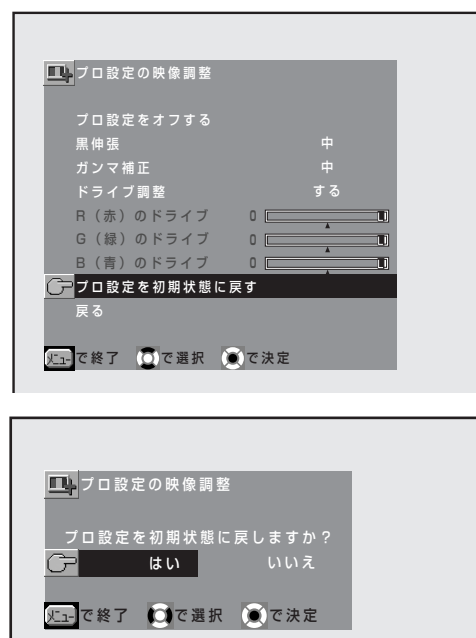 プロ設定の映像調整
プロ設定をオフする
黒伸張 中
ガンマ補正 中
ドライブ調整 する
R（赤）のドライブ 0
G（緑）のドライブ 0
B（青）のドライブ 0
プロ設定を初期状態に戻す
戻る
メニューで終了 で選択 で決定
プロ設定の映像調整
プロ設定を初期状態に戻しますか？
はい いいえ
メニューで終了 で選択 で決定